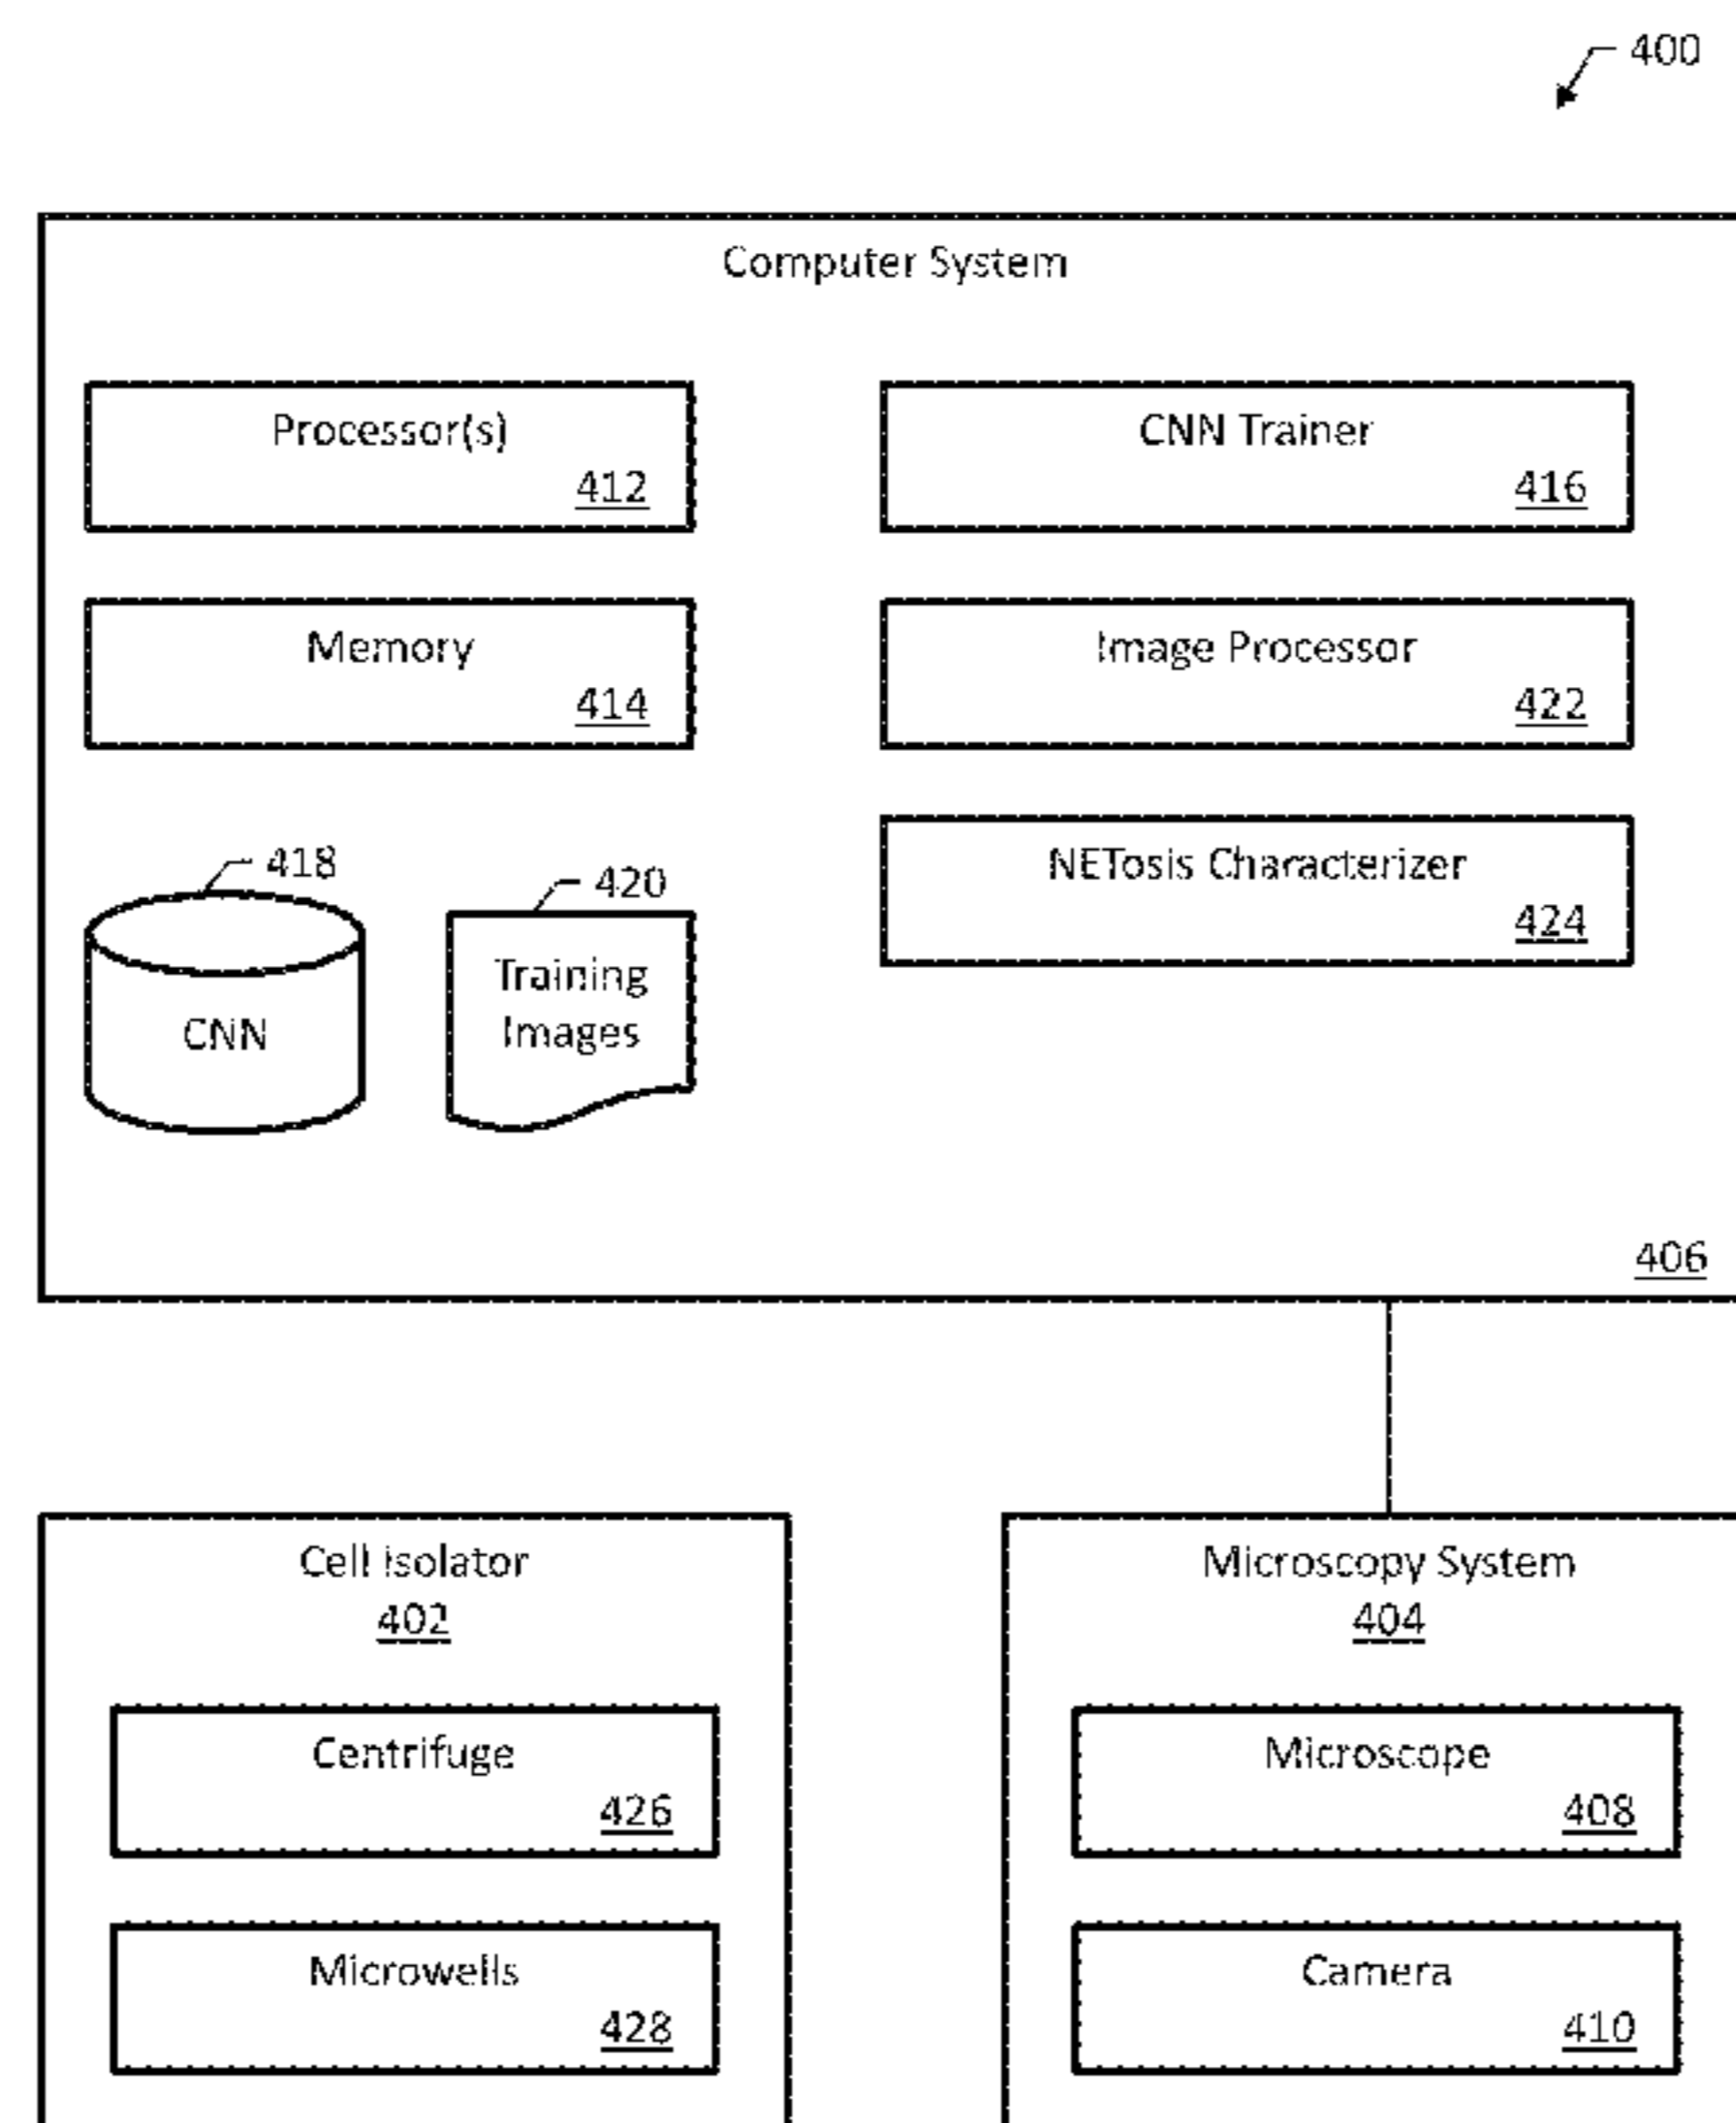 400
Computer System
Processor(s)
412
CNN Trainer
416
Memory
414
Image Processor
422
418
420
NETosis Characterizer
424
Training
Images
CNN
406
Cell isolator
402
Microscopy System
404
Centrifuge
426
Microscope
408
Microwells
428
Camera
410